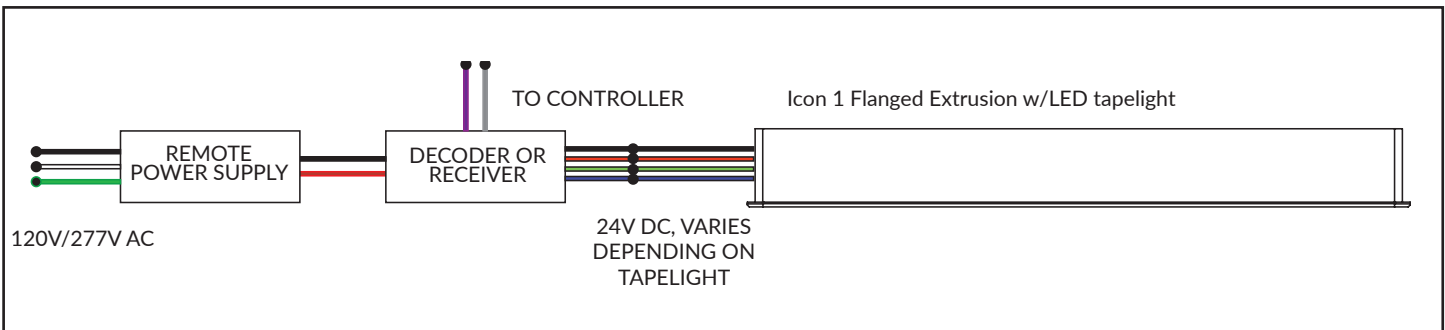 TO CONTROLLER
Icon 1 Flanged Extrusion w/LED tapelight
REMOTE
POWER SUPPLY
DECODER OR
RECEIVER
120V/277V AC
24V DC, VARIES
DEPENDING ON
TAPELIGHT